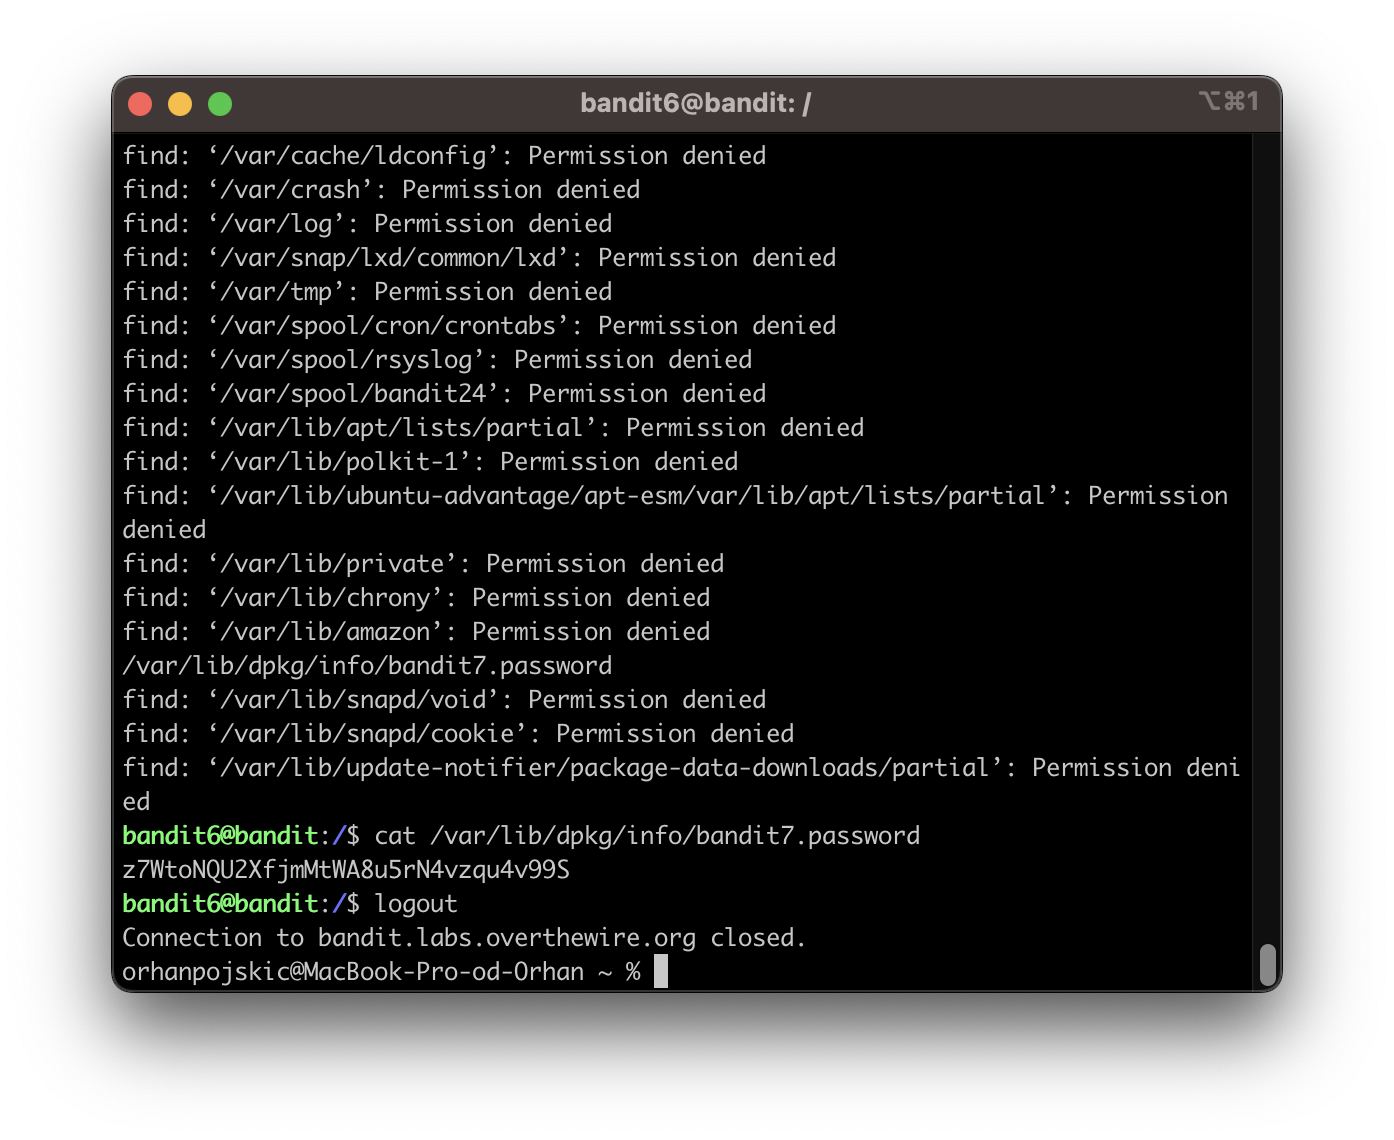 bandit6@bandit: /
⌥⌘1
find: ‘/var/cache/ldconfig’: Permission denied
find: ‘/var/crash’: Permission denied
find: ‘/var/log’: Permission denied
find: ‘/var/snap/lxd/common/lxd’: Permission denied
find: ‘/var/tmp’: Permission denied
find: ‘/var/spool/cron/crontabs’: Permission denied
find: ‘/var/spool/rsyslog’: Permission denied
find: ‘/var/spool/bandit24’: Permission denied
find: ‘/var/lib/apt/lists/partial’: Permission denied
find: ‘/var/lib/polkit-1’: Permission denied
find: ‘/var/lib/ubuntu-advantage/apt-esm/var/lib/apt/lists/partial’: Permission
denied
find: ‘/var/lib/private’: Permission denied
find: ‘/var/lib/chrony’: Permission denied
find: ‘/var/lib/amazon’: Permission denied
/var/lib/dpkg/info/bandit7.password
find: ‘/var/lib/snapd/void’: Permission denied
find: ‘/var/lib/snapd/cookie’: Permission denied
find: ‘/var/lib/update-notifier/package-data-downloads/partial’: Permission deni
ed
bandit6@bandit:/$ cat /var/lib/dpkg/info/bandit7.password
z7WtoNQU2XfjmMtWA8u5rN4vzqu4v99S
bandit6@bandit:/$ logout
Connection to bandit.labs.overthewire.org closed.
orhanpojskic@MacBook-Pro-od-Orhan ~ %